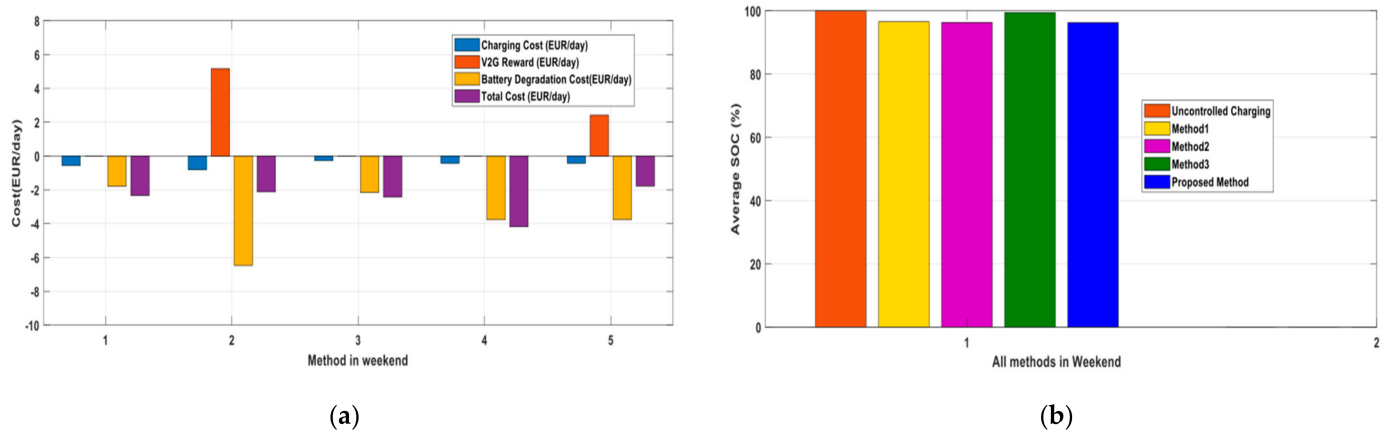 8
6
4
2
0
-2
-4
-6
-8
-10
Cost(EUR/day)
Charging Cost (EUR/day)
V2G Reward (EUR/day)
Battery Degradation Cost(EUR/day)
Total Cost (EUR/day)
1 2 3 4 5
Method in weekend
(a)
100
80
60
40
20
0
Average SOC (%)
Uncontrolled Charging
Method1
Method2
Method3
Proposed Method
1 2
All methods in Weekend
(b)